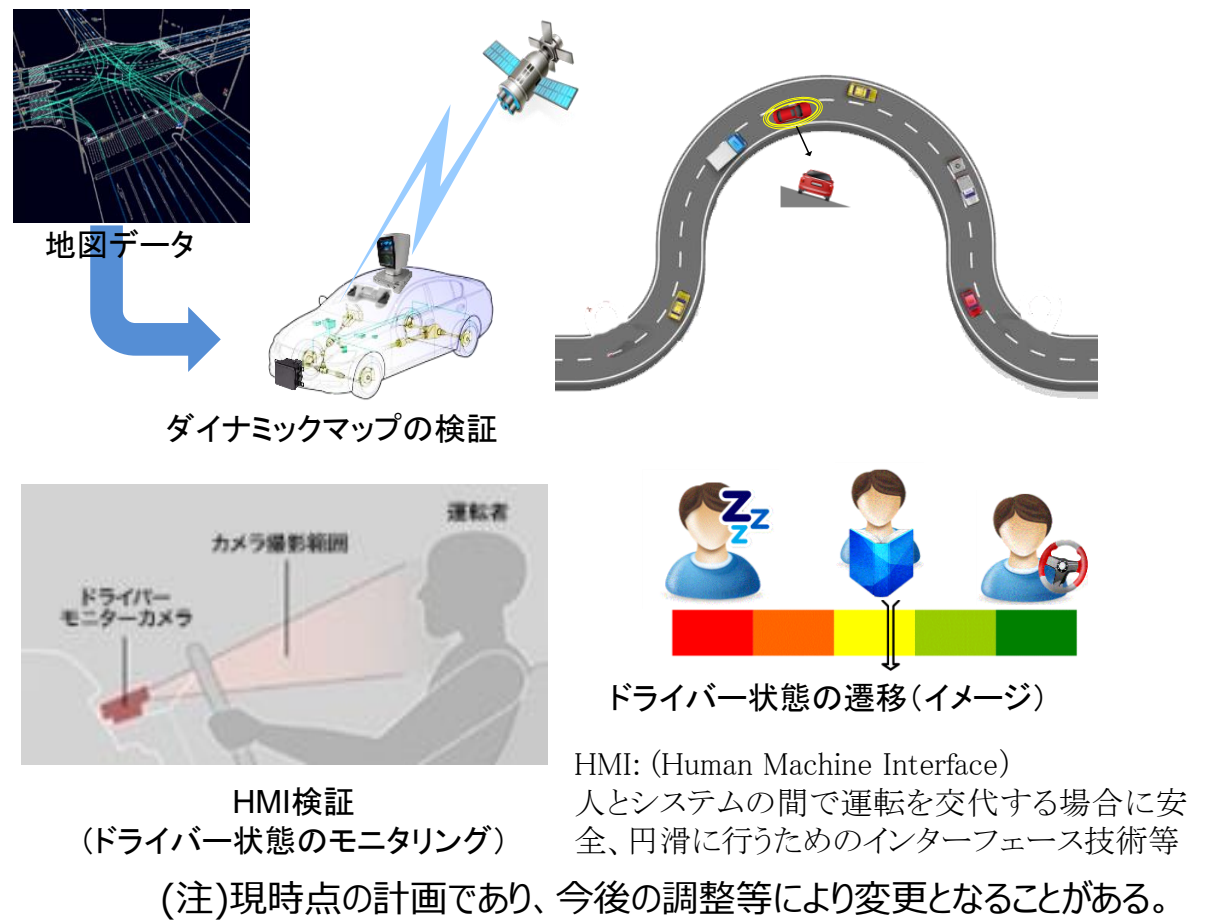 地図データ
ダイナミックマップの検証
運転者
カメラ撮影範囲
ドライバー
モニターカメラ
HMI検証
(ドライバー状態のモニタリング)
ZZZ
ドライバー状態の遷移(イメージ)
HMI: (Human Machine Interface)
人とシステムの間で運転を交代する場合に安
全、円滑に行うためのインターフェース技術等
(注)現時点の計画であり、今後の調整等により変更となることがある。